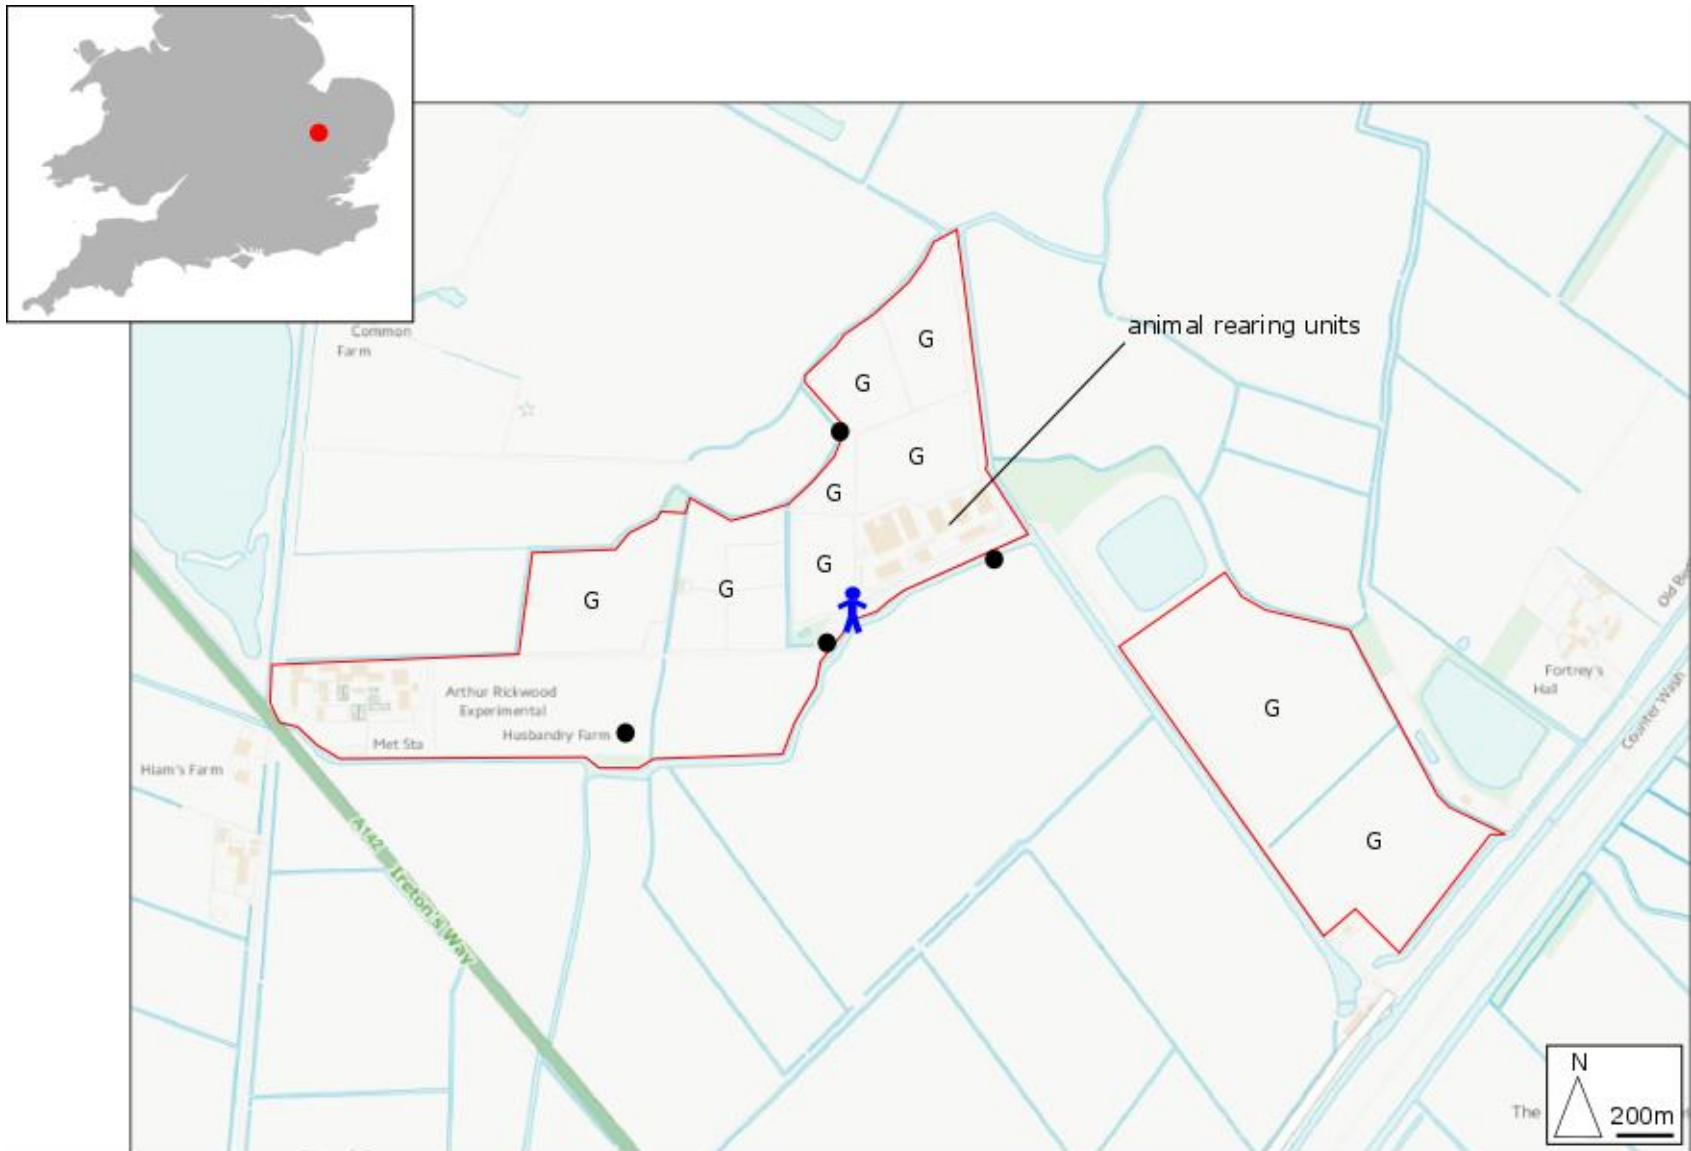 Common
Farm
animal rearing units
G
G
G
G
G
G
G
G
G
Arthur Rickwood
Experimental
Husbandry Farm
Met Sta
Hiam's Farm
A142
Ireton's Way
Fortrey's
Hall
Counter Wash
Old
The
N
200m